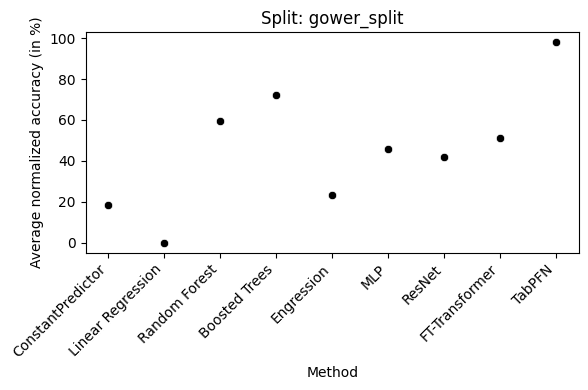 Split: gower_split
Average normalized accuracy (in %)
100
80
60
40
20
0
ConstantPredictor
Linear Regression
Random Forest
Boosted Trees
Engression
MLP
ResNet
FT-Transformer
TabPFN
Method